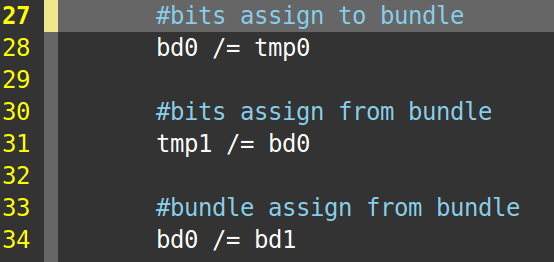 27 #bits assign to bundle
28 bd0 /= tmp0
29
30 #bits assign from bundle
31 tmp1 /= bd0
32
33 #bundle assign from bundle
34 bd0 /= bd1